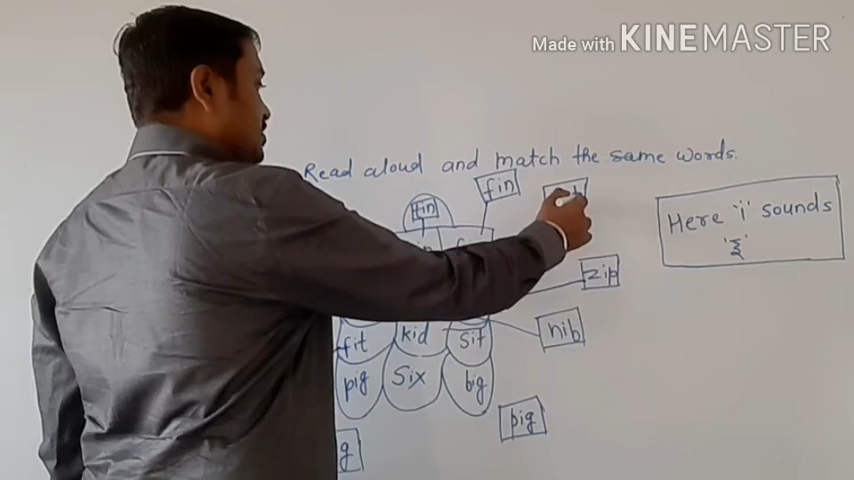 Made with KINEMASTER
Read aloud and match the same words.
fin
Here 'i' sounds
'इ'
zip
fit kid sit
nib
pig six big
pig